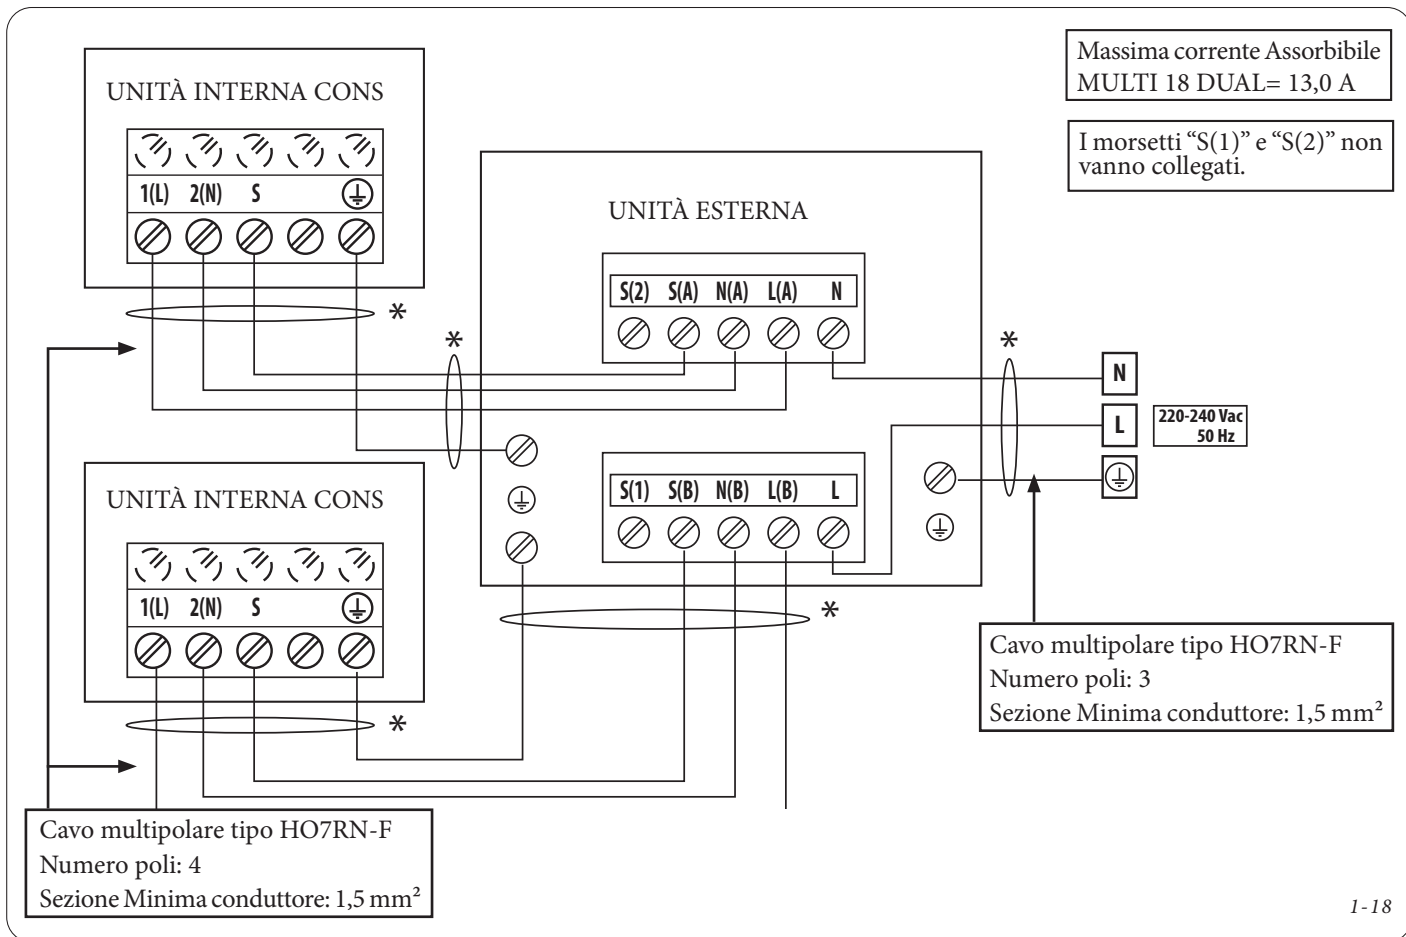 UNITÀ INTERNA CONS
1(L) 2(N) S
Massima corrente Assorbibile
MULTI 18 DUAL= 13,0 A
I morsetti “S(1)” e “S(2)” non
vanno collegati.
UNITÀ ESTERNA
S(2) S(A) N(A) L(A) N
*
*
*
N
L
220-240 Vac
50 Hz
UNITÀ INTERNA CONS
1(L) 2(N) S
S(1) S(B) N(B) L(B) L
*
*
Cavo multipolare tipo HO7RN-F
Numero poli: 3
Sezione Minima conduttore: 1,5 mm²
Cavo multipolare tipo HO7RN-F
Numero poli: 4
Sezione Minima conduttore: 1,5 mm²
1-18